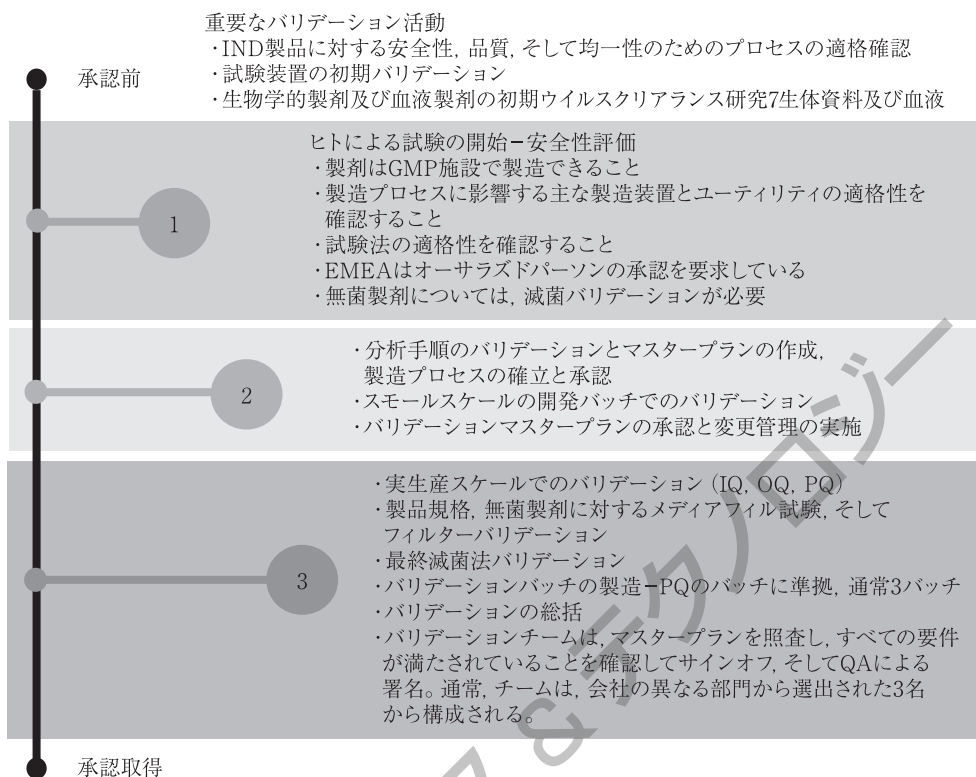 重要なバリデーション活動
・IND製品に対する安全性, 品質, そして均一性のためのプロセスの適格確認
承認前
・試験装置の初期バリデーション
・生物学的製剤及び血液製剤の初期ウイルスクリアランス研究7生体資料及び血液
ヒトによる試験の開始−安全性評価
・製剤はGMP施設で製造できること
・製造プロセスに影響する主な製造装置とユーティリティの適格性を
確認すること
1
・試験法の適格性を確認すること
・EMEAはオーサラズドパーソンの承認を要求している
・無菌製剤については, 滅菌バリデーションが必要
・分析手順のバリデーションとマスタープランの作成,
製造プロセスの確立と承認
2
・スモールスケールの開発バッチでのバリデーション
・バリデーションマスタープランの承認と変更管理の実施
・実生産スケールでのバリデーション (IQ, OQ, PQ)
・製品規格, 無菌製剤に対するメディアフィル試験, そして
フィルターバリデーション
・最終滅菌法バリデーション
3
・バリデーションバッチの製造−PQのバッチに準拠, 通常3バッチ
・バリデーションの総括
・バリデーションチームは, マスタープランを照査し, すべての要件
が満たされていることを確認してサインオフ, そしてQAによる
署名。通常, チームは, 会社の異なる部門から選出された3名
から構成される。
承認取得
& テクノロジー